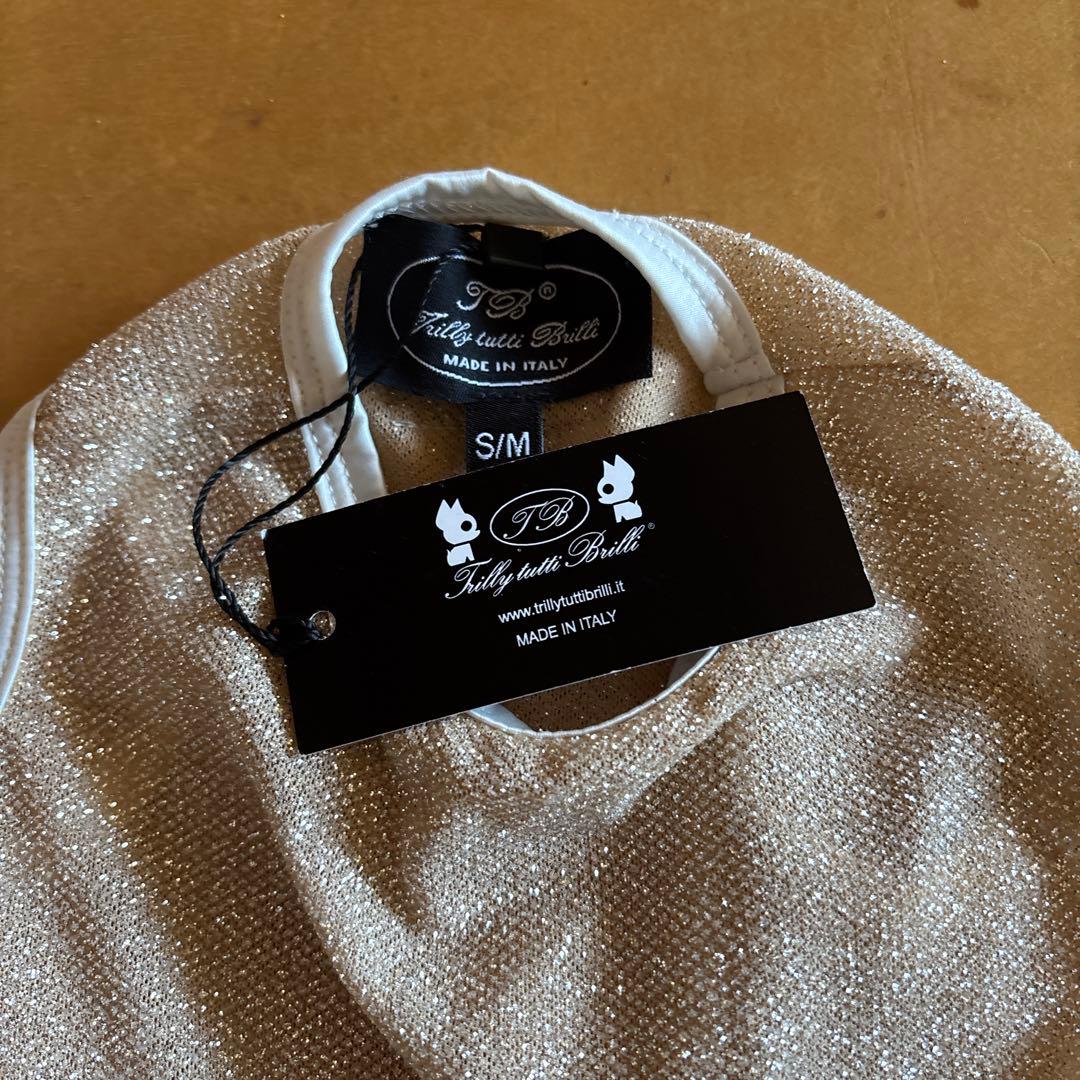 TB ®
Trilly tutti Brilli
MADE IN ITALY
S/M
TB
Trilly tutti Brilli ®
www.trillytuttibrilli.it
MADE IN ITALY